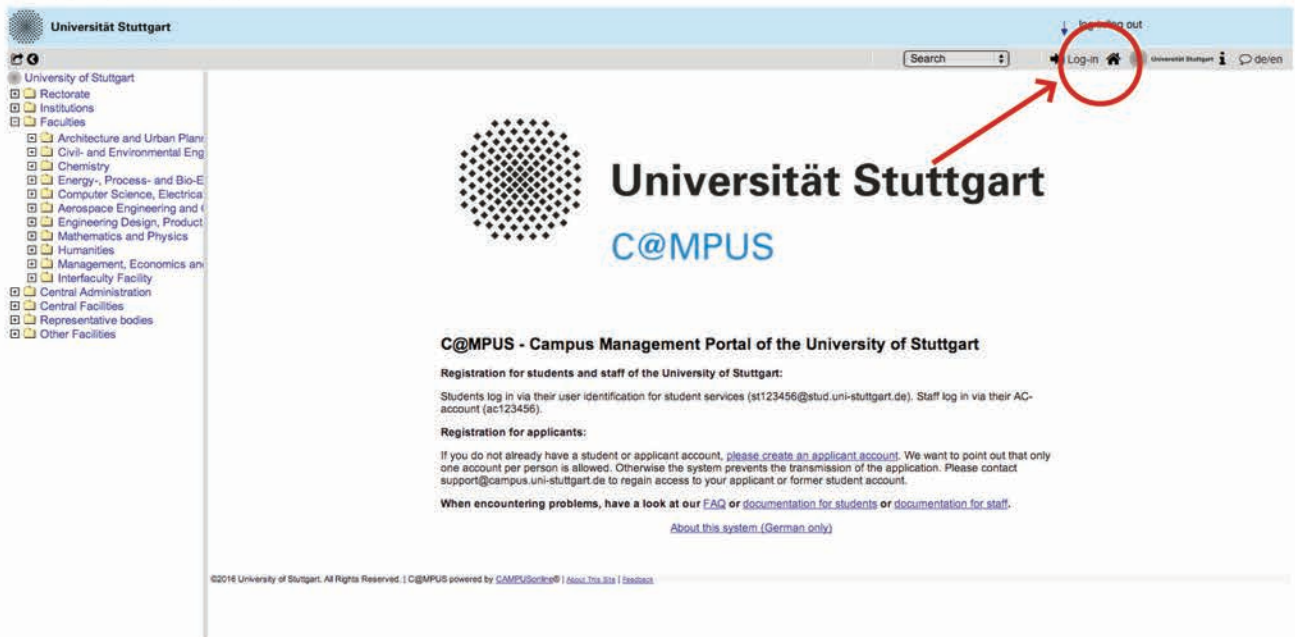 Universität Stuttgart
log in/log out
Search
Log-in
Universität Stuttgart
de/en
University of Stuttgart
Rectorate
Institutions
Faculties
Architecture and Urban Plann
Civil- and Environmental Eng
Chemistry
Energy-, Process- and Bio-E
Computer Science, Electrica
Aerospace Engineering and
Engineering Design, Product
Mathematics and Physics
Humanities
Management, Economics an
Interfaculty Facility
Central Administration
Central Facilities
Representative bodies
Other Facilities
Universität Stuttgart
C@MPUS
C@MPUS - Campus Management Portal of the University of Stuttgart
Registration for students and staff of the University of Stuttgart:
Students log in via their user identification for student services (st123456@stud.uni-stuttgart.de). Staff log in via their AC-
account (ac123456).
Registration for applicants:
If you do not already have a student or applicant account, please create an applicant account. We want to point out that only
one account per person is allowed. Otherwise the system prevents the transmission of the application. Please contact
support@campus.uni-stuttgart.de to regain access to your applicant or former student account.
When encountering problems, have a look at our FAQ or documentation for students or documentation for staff.
About this system (German only)
©2016 University of Stuttgart. All Rights Reserved. | C@MPUS powered by CAMPUSonline® | About This Site | Feedback